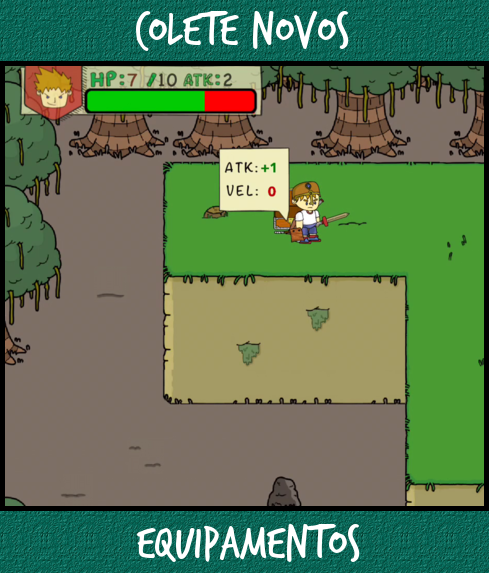 COLETE NOVOS
HP:7 /10 ATK:2
ATK:+1
VEL: 0
EQUIPAMENTOS